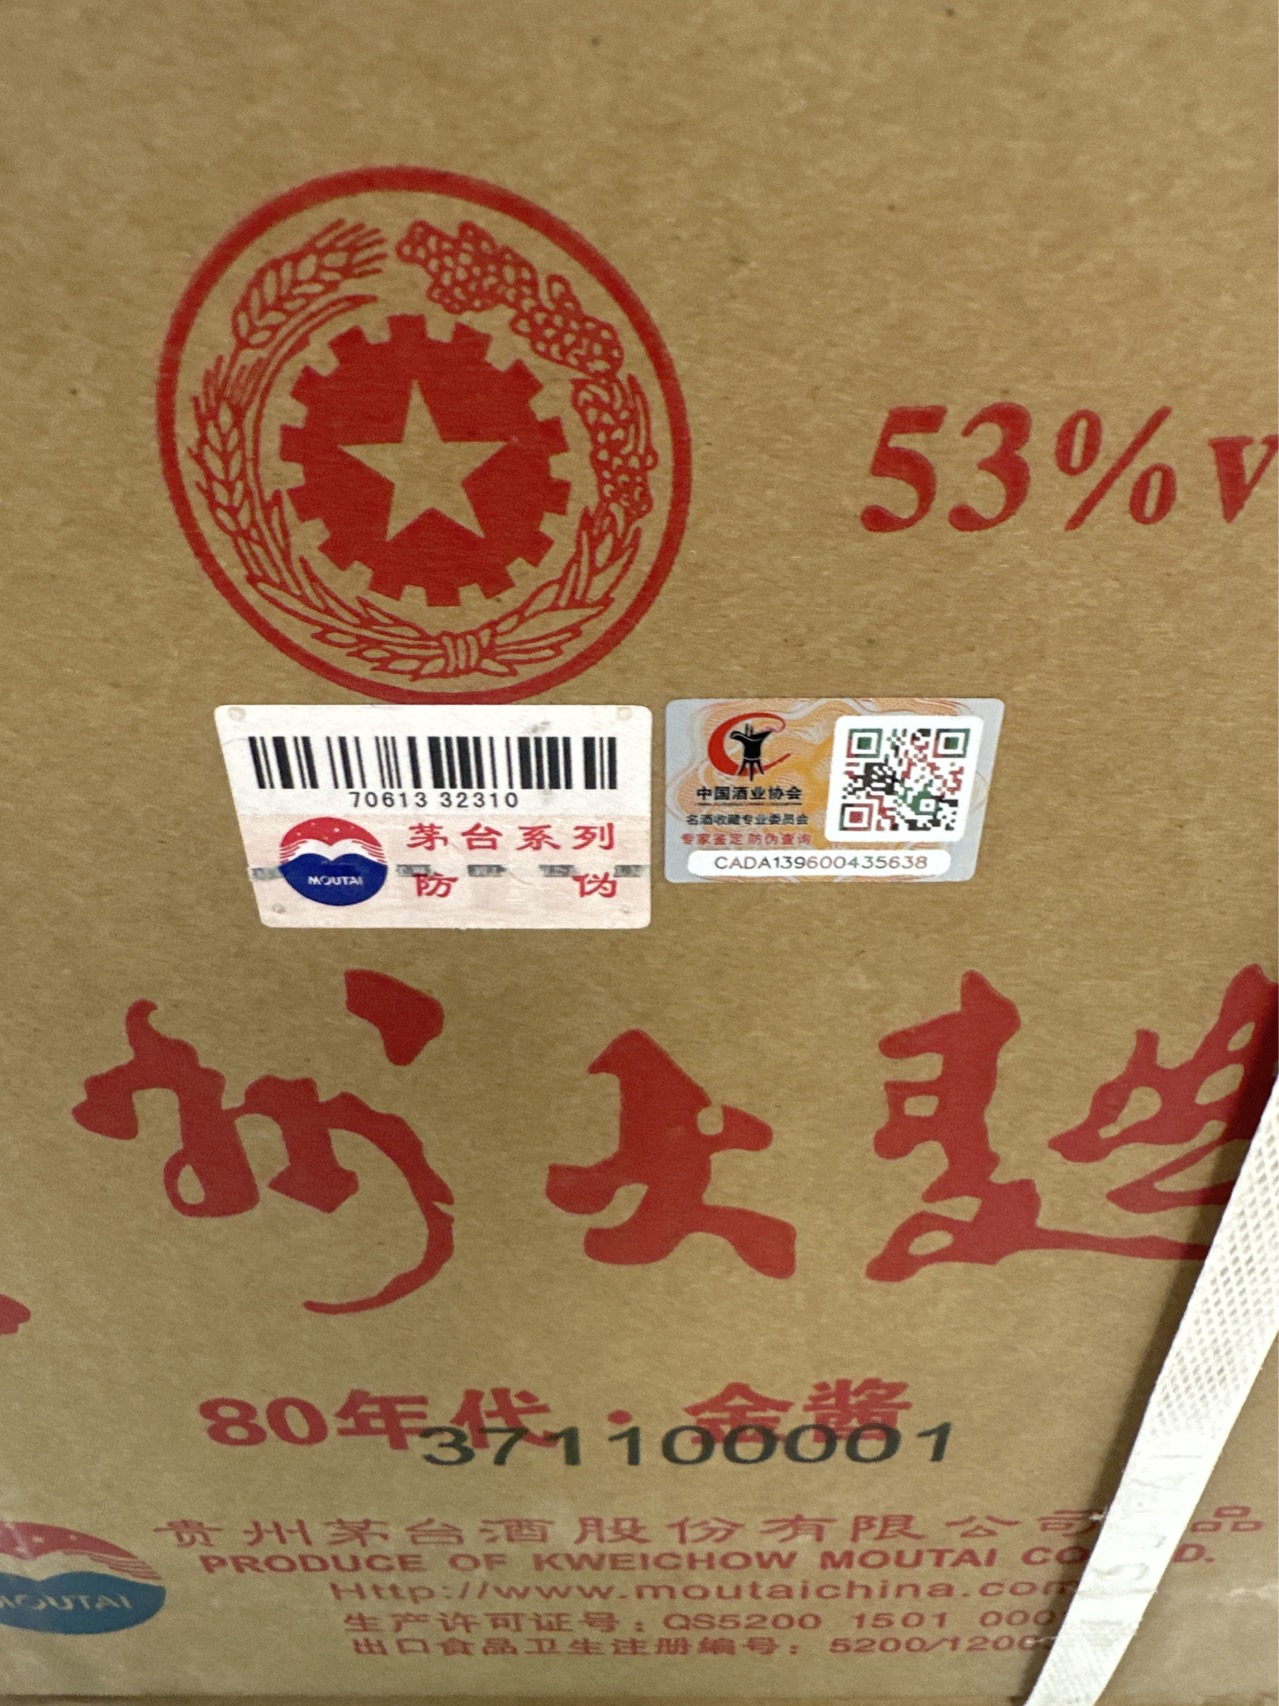 53%v
70613 32310
茅台系列
MOUTAI
防伪
中国酒业协会
名酒收藏专业委员会
专家鉴定 防伪查询
CADA139600435638
州大曲
80年代·金酱
371100001
贵州茅台酒股份有限公司 品
PRODUCE OF KWEICHOW MOUTAI CO D.
MOUTAI
Http://www.moutaichina.com
生产许可证号：QS5200 1501 000
出口食品卫生注册编号：5200/1200